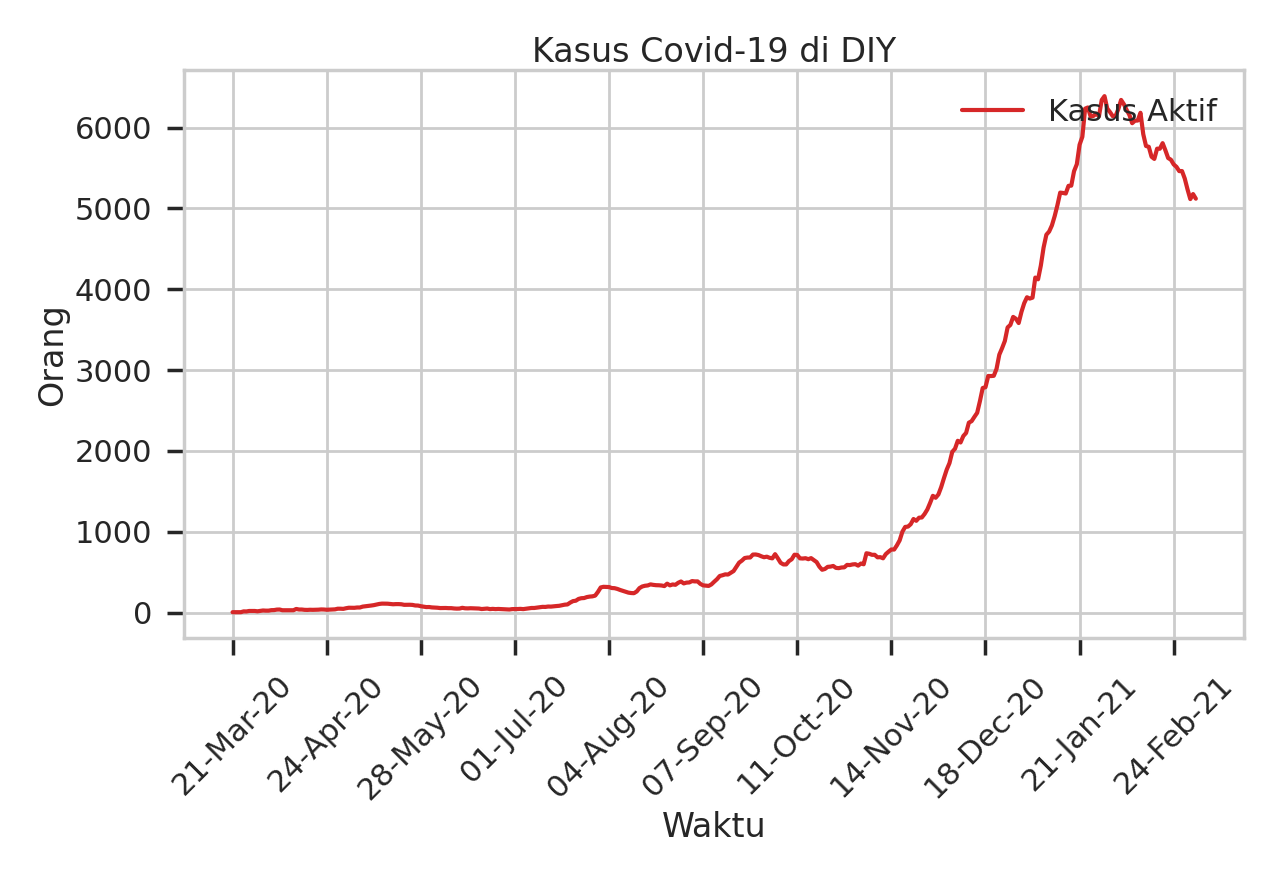 Kasus Covid-19 di DIY
Kasus Aktif
Orang
6000
5000
4000
3000
2000
1000
0
21-Mar-20
24-Apr-20
28-May-20
01-Jul-20
04-Aug-20
07-Sep-20
11-Oct-20
14-Nov-20
18-Dec-20
21-Jan-21
24-Feb-21
Waktu